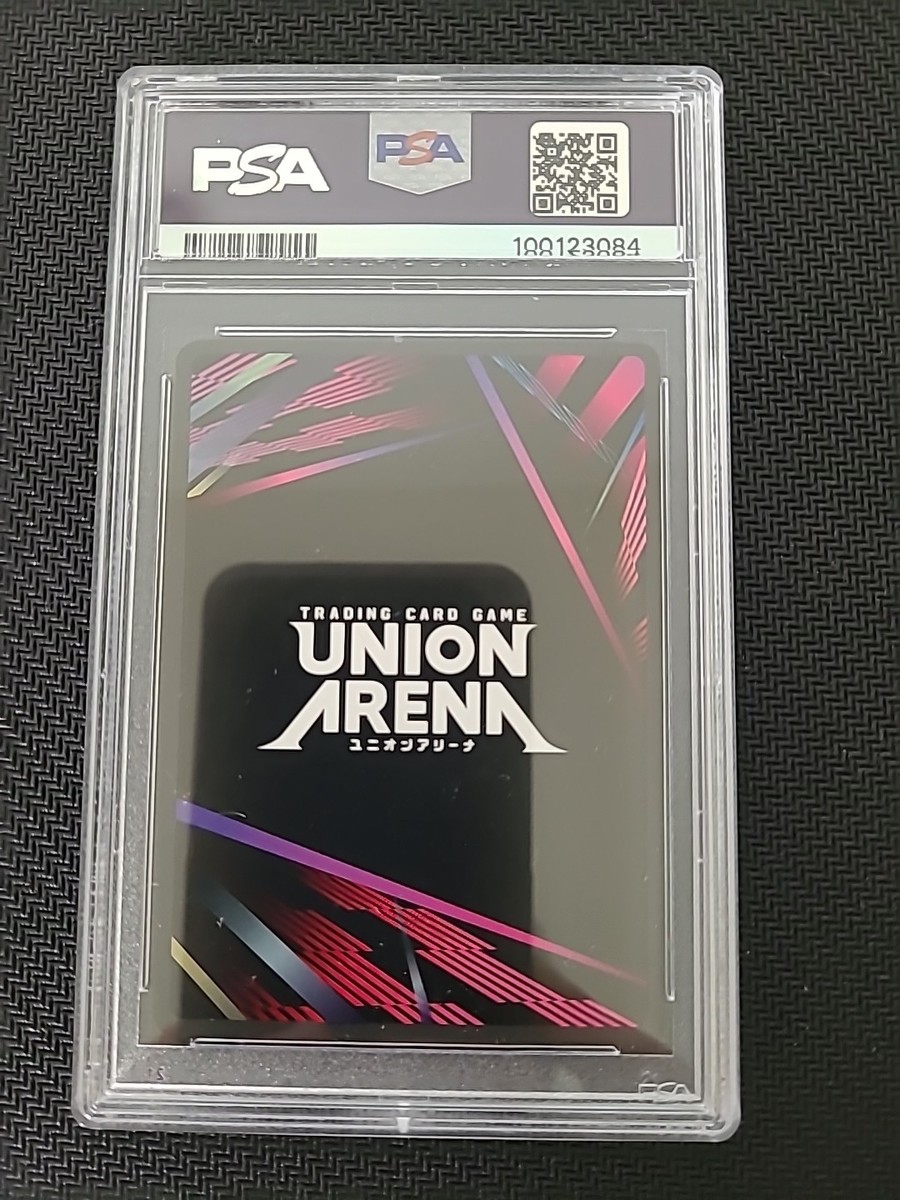 PSA
PSA
100123084
TRADING CARD GAME
UNION
ARENA
ユニオンアリーナ
PSA